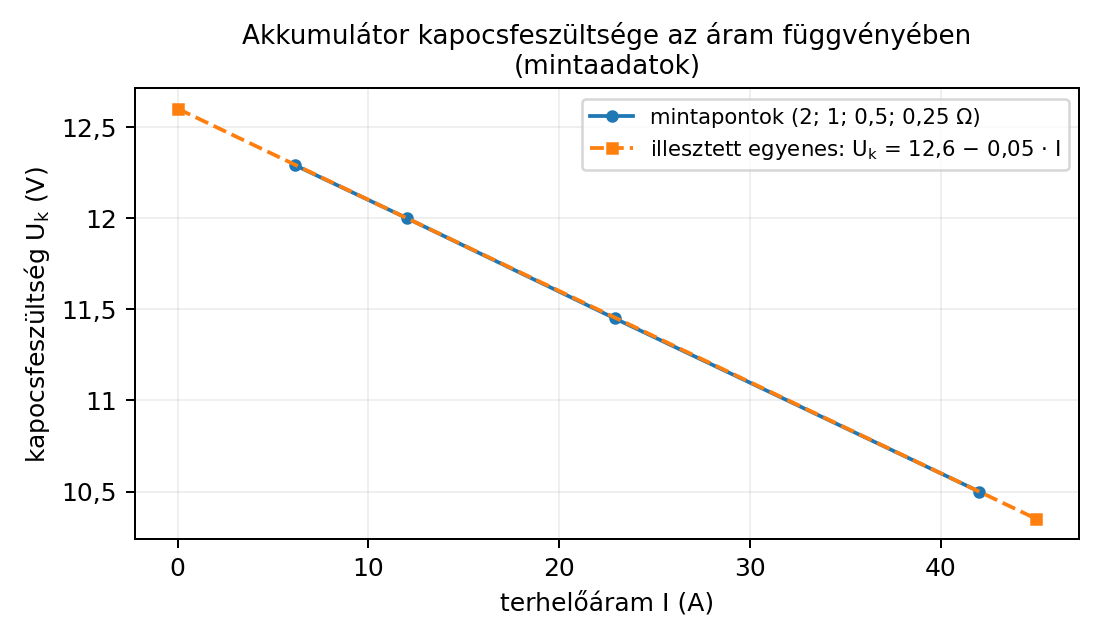 Akkumulátor kapocsfeszültsége az áram függvényében
(mintaadatok)
mintapontok (2; 1; 0,5; 0,25 Ω)
illesztett egyenes: Uₖ = 12,6 − 0,05 · I
kapocsfeszültség Uₖ (V)
12,5
12
11,5
11
10,5
0 10 20 30 40
terhelőáram I (A)